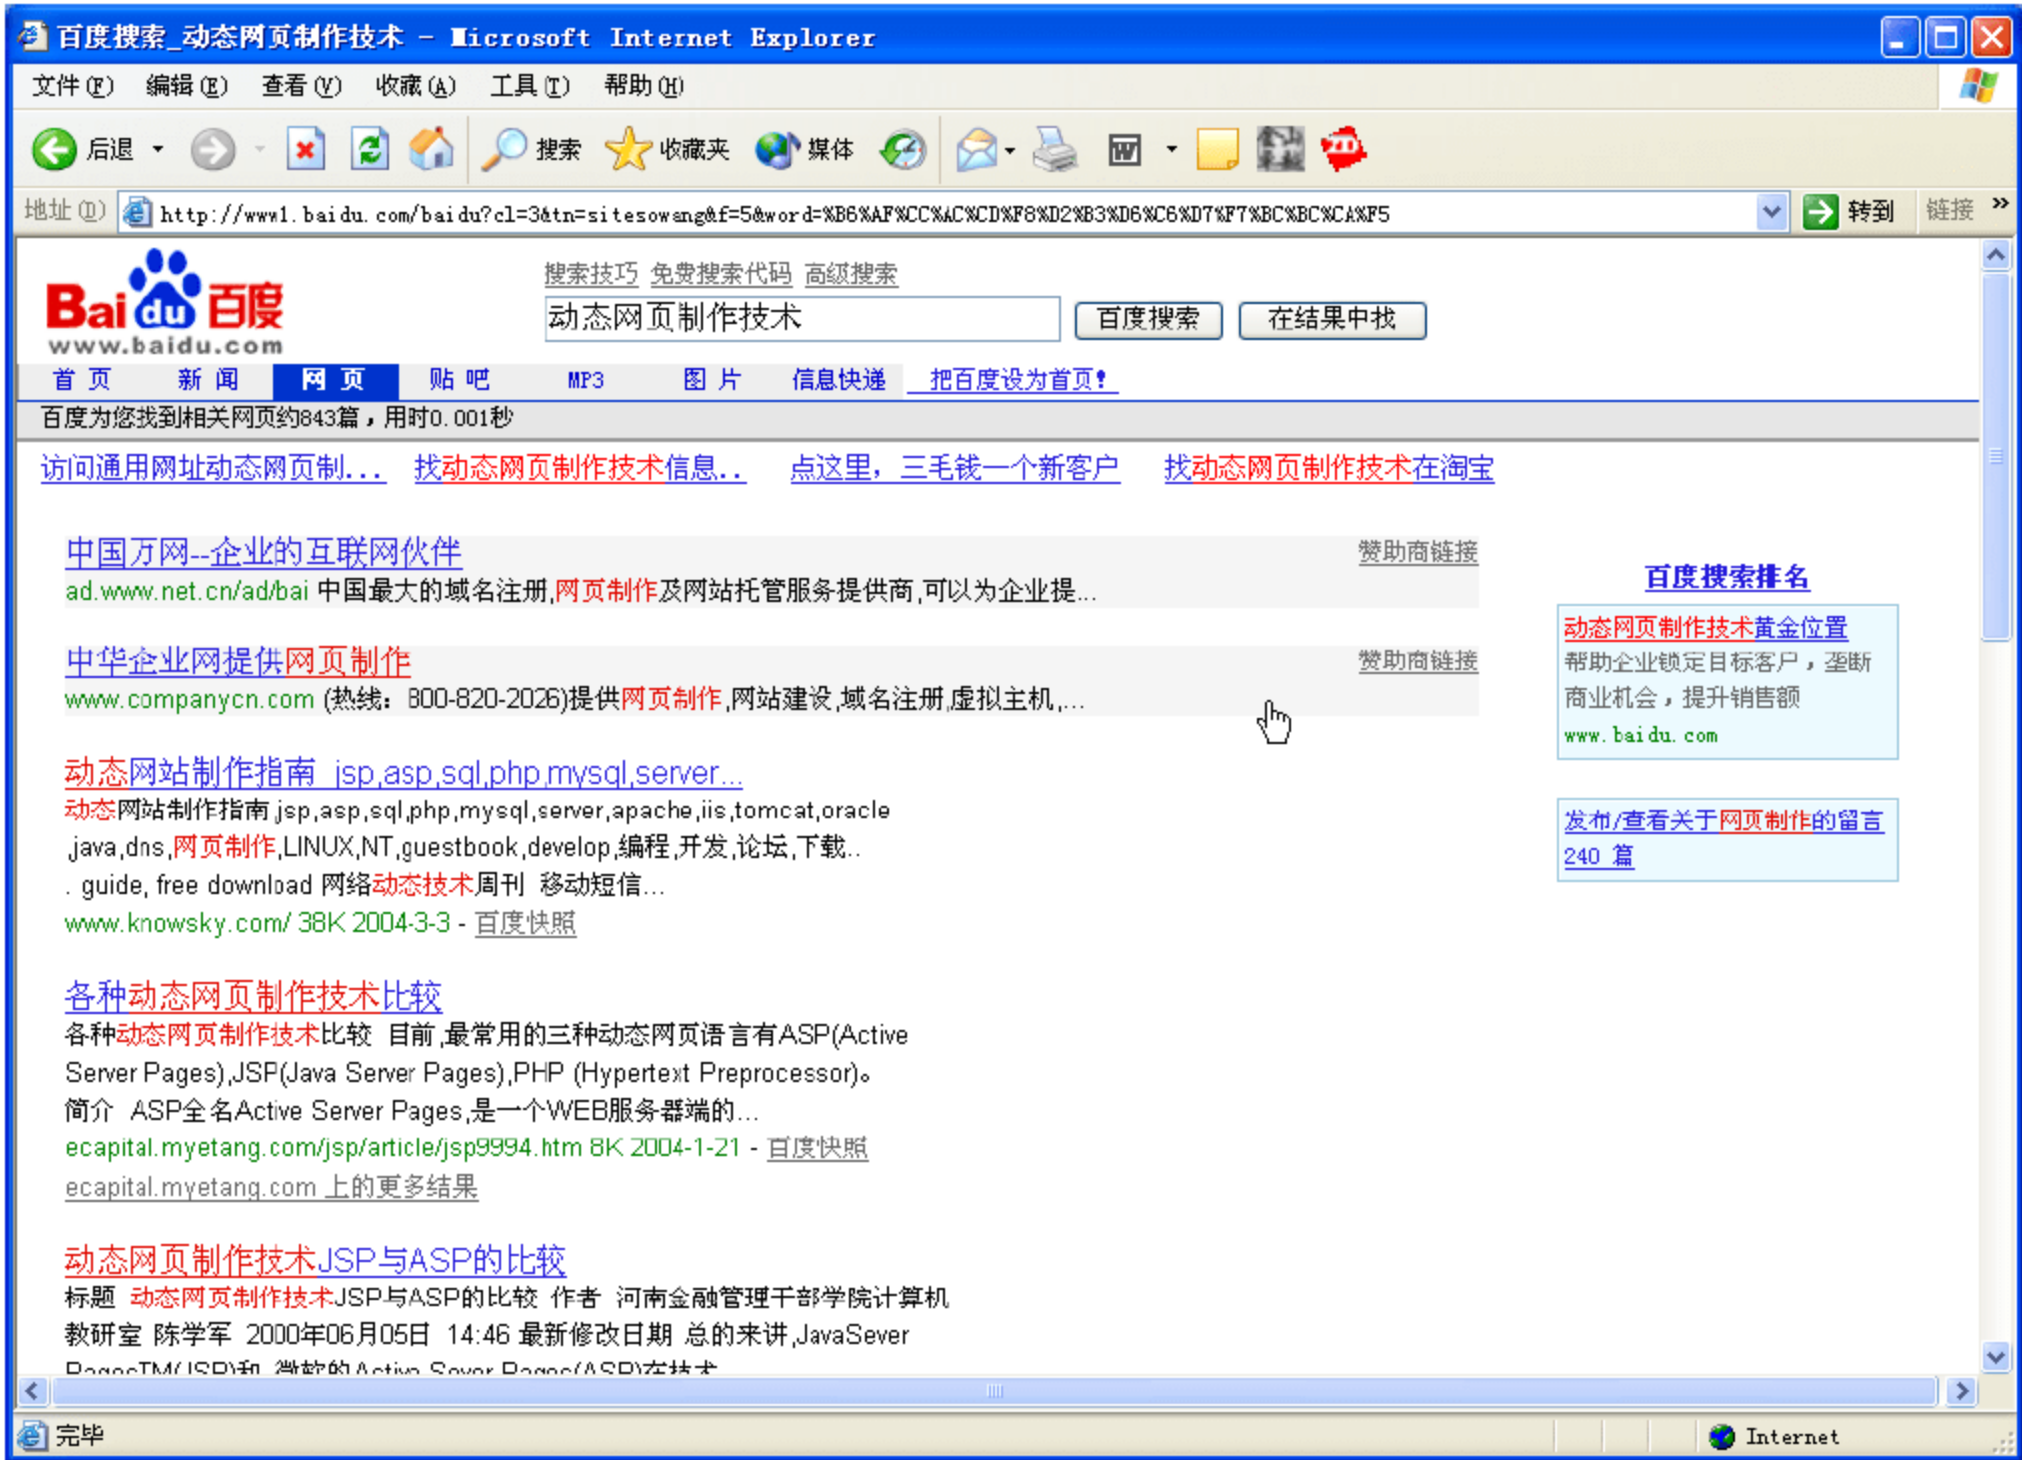 百度搜索_动态网页制作技术 - Microsoft Internet Explorer
文件(F) 编辑(E) 查看(V) 收藏(A) 工具(T) 帮助(H)
后退 搜索 收藏夹 媒体
地址(D) http://www1.baidu.com/baidu?cl=3&tn=sitesowang&f=5&word=%B6%AF%CC%AC%CD%F8%D2%B3%D6%C6%D7%F7%BC%BC%CA%F5 转到 链接 »
搜索技巧 免费搜索代码 高级搜索
Baidu百度 动态网页制作技术 百度搜索 在结果中找
www.baidu.com
首页 新闻 网页 贴吧 MP3 图片 信息快递 把百度设为首页!
百度为您找到相关网页约843篇，用时0.001秒
访问通用网址动态网页制... 找动态网页制作技术信息.. 点这里，三毛钱一个新客户 找动态网页制作技术在淘宝
中国万网--企业的互联网伙伴 赞助商链接
ad.www.net.cn/ad/bai 中国最大的域名注册,网页制作及网站托管服务提供商,可以为企业提...
中华企业网提供网页制作 赞助商链接
www.companycn.com (热线：800-820-2026)提供网页制作,网站建设,域名注册,虚拟主机,...
动态网站制作指南 jsp,asp,sql,php,mysql,server...
动态网站制作指南 jsp,asp,sql,php,mysql,server,apache,iis,tomcat,oracle
,java,dns,网页制作,LINUX,NT,guestbook,develop,编程,开发,论坛,下载..
. guide, free download 网络动态技术周刊 移动短信...
www.knowsky.com/ 38K 2004-3-3 - 百度快照
各种动态网页制作技术比较
各种动态网页制作技术比较 目前,最常用的三种动态网页语言有ASP(Active
Server Pages),JSP(Java Server Pages),PHP (Hypertext Preprocessor)。
简介 ASP全名Active Server Pages,是一个WEB服务器端的...
ecapital.myetang.com/jsp/article/jsp9994.htm 8K 2004-1-21 - 百度快照
ecapital.myetang.com 上的更多结果
动态网页制作技术JSP与ASP的比较
标题 动态网页制作技术JSP与ASP的比较 作者 河南金融管理干部学院计算机
教研室 陈学军 2000年06月05日 14:46 最新修改日期 总的来讲,JavaSever
PagesTM(JSP)和 微软的Active Sever Pages(ASP)在技术
百度搜索排名
动态网页制作技术黄金位置
帮助企业锁定目标客户，垄断
商业机会，提升销售额
www.baidu.com
发布/查看关于网页制作的留言
240 篇
完毕 Internet